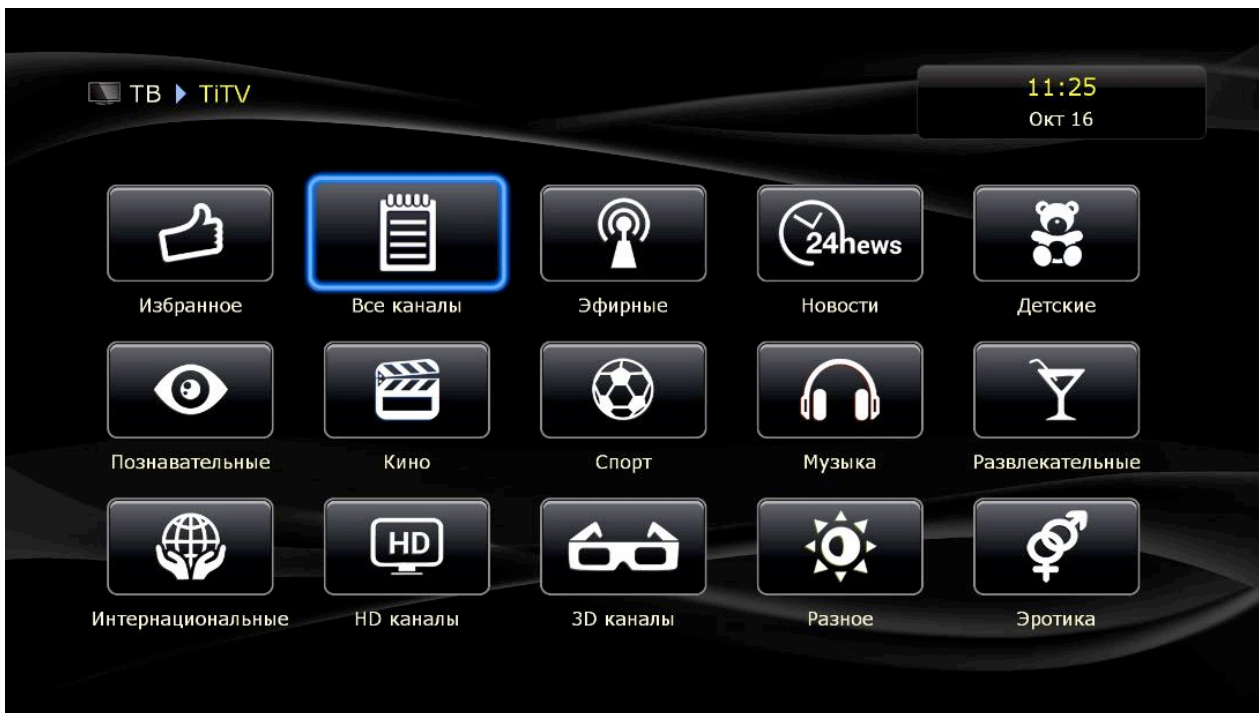 ТВ TiTV
11:25
Окт 16
24news
Избранное Все каналы Эфирные Новости Детские
Познавательные Кино Спорт Музыка Развлекательные
HD
Интернациональные HD каналы 3D каналы Разное Эротика